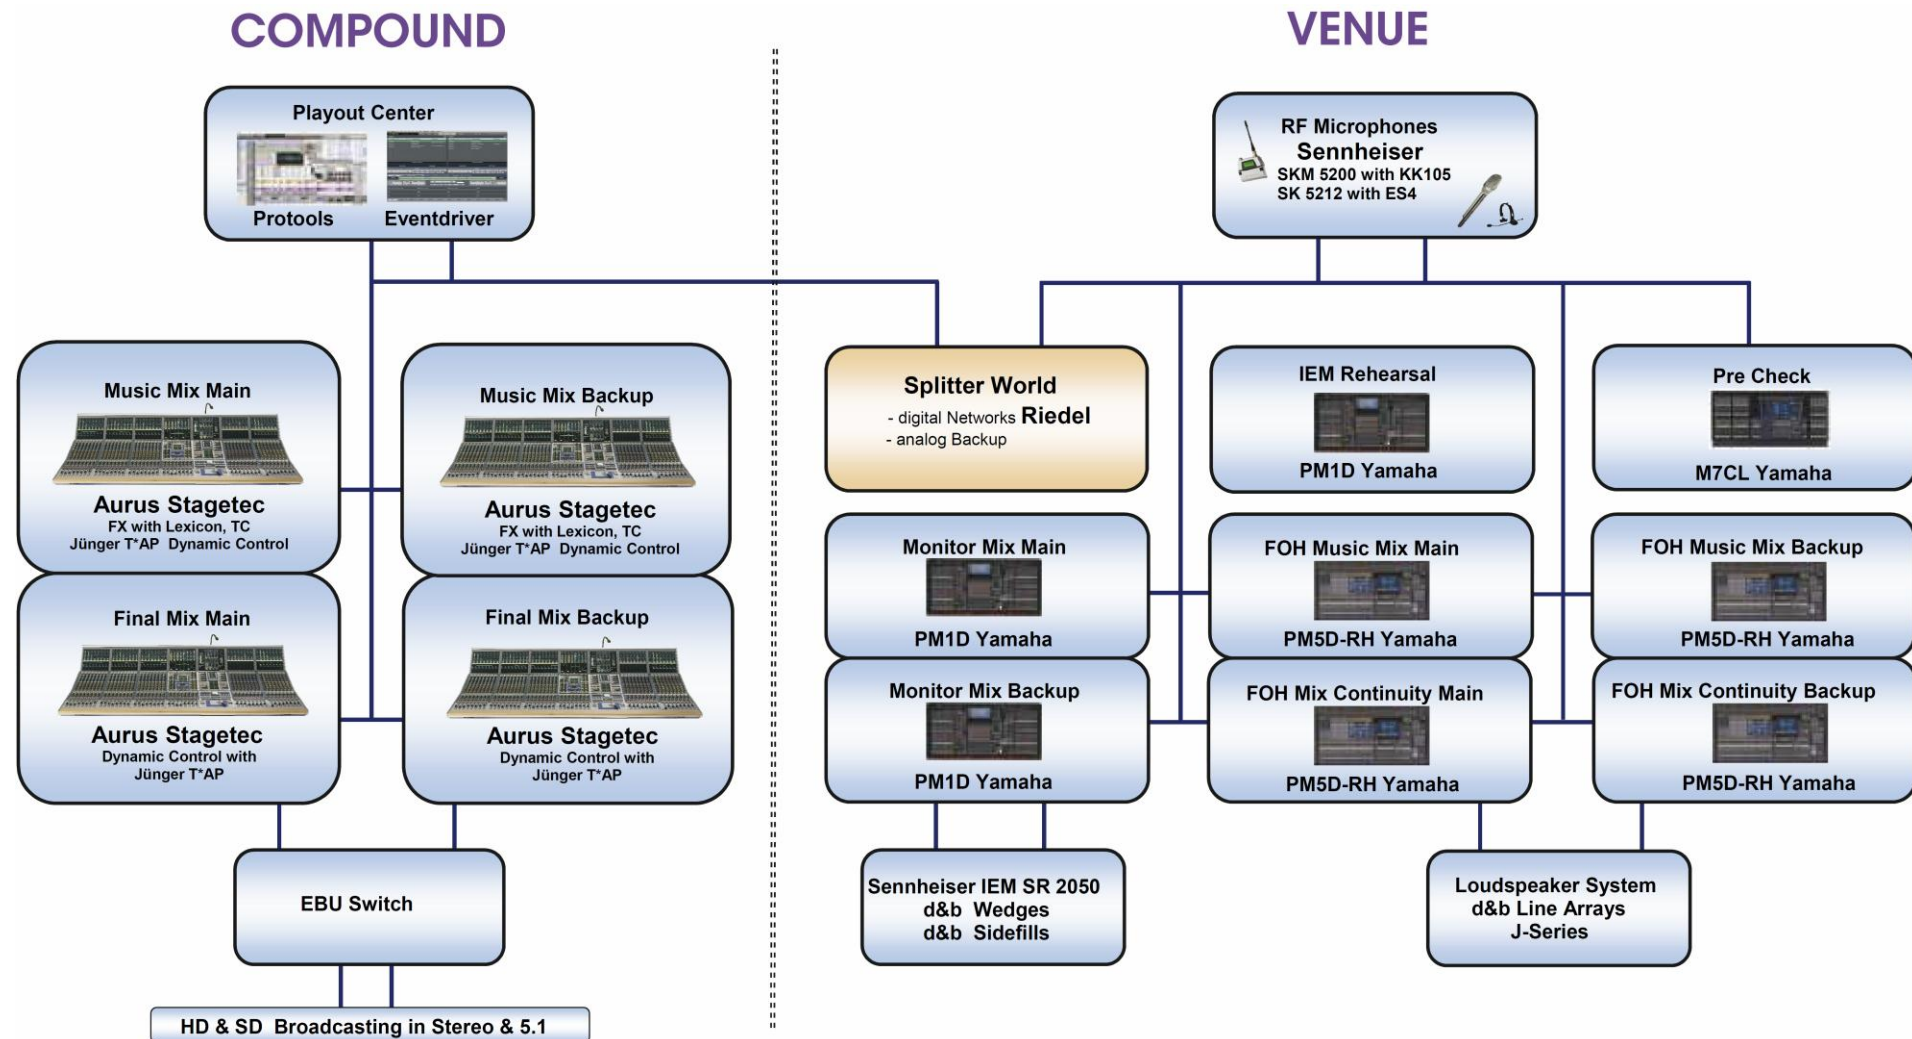 COMPOUND
VENUE
Playout Center
Protools
Eventdriver
RF Microphones
Sennheiser
SKM 5200 with KK105
SK 5212 with ES4
Music Mix Main
Aurus Stagetec
FX with Lexicon, TC
Jünger T*AP Dynamic Control
Music Mix Backup
Aurus Stagetec
FX with Lexicon, TC
Jünger T*AP Dynamic Control
Splitter World
- digital Networks Riedel
- analog Backup
IEM Rehearsal
PM1D Yamaha
Pre Check
M7CL Yamaha
Final Mix Main
Aurus Stagetec
Dynamic Control with
Jünger T*AP
Final Mix Backup
Aurus Stagetec
Dynamic Control with
Jünger T*AP
Monitor Mix Main
PM1D Yamaha
FOH Music Mix Main
PM5D-RH Yamaha
FOH Music Mix Backup
PM5D-RH Yamaha
Monitor Mix Backup
PM1D Yamaha
FOH Mix Continuity Main
PM5D-RH Yamaha
FOH Mix Continuity Backup
PM5D-RH Yamaha
EBU Switch
Sennheiser IEM SR 2050
d&b Wedges
d&b Sidefills
Loudspeaker System
d&b Line Arrays
J-Series
HD & SD Broadcasting in Stereo & 5.1